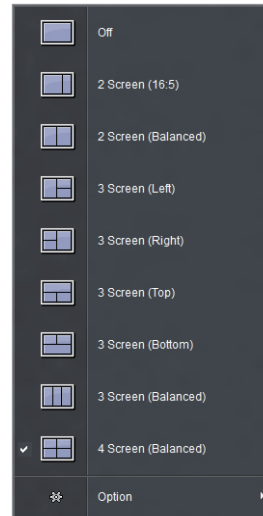 Off
2 Screen (16:5)
2 Screen (Balanced)
3 Screen (Left)
3 Screen (Right)
3 Screen (Top)
3 Screen (Bottom)
3 Screen (Balanced)
4 Screen (Balanced)
Option